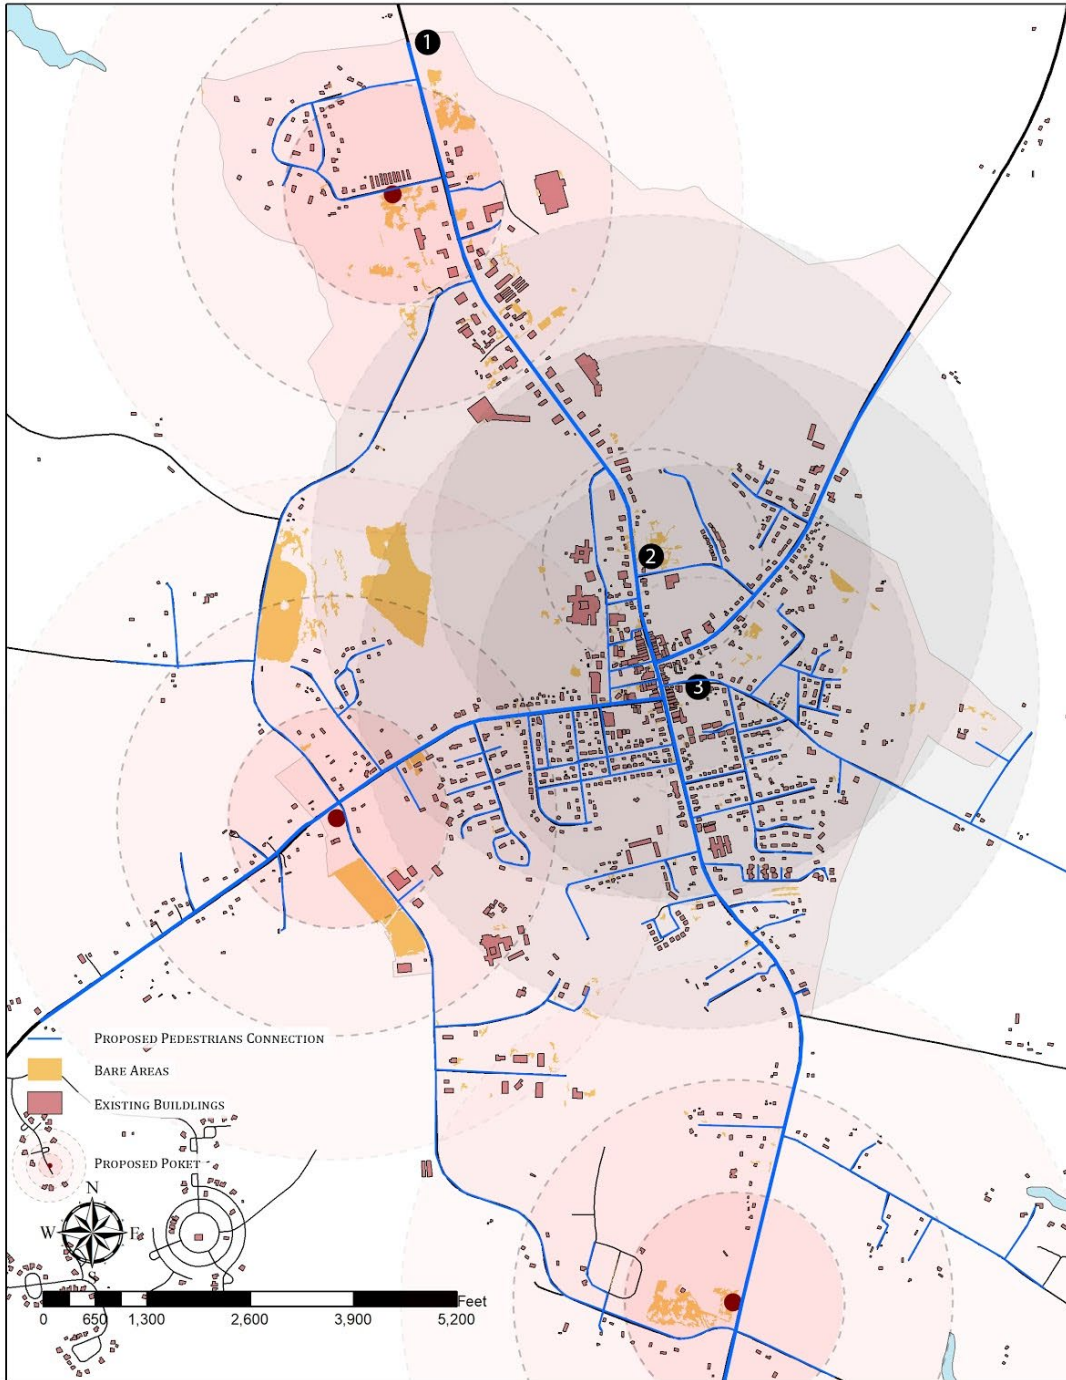 1
2
3
PROPOSED PEDESTRIANS CONNECTION
BARE AREAS
EXISTING BUILDLINGS
PROPOSED POKET
N
W E
S
Feet
0 650 1,300 2,600 3,900 5,200